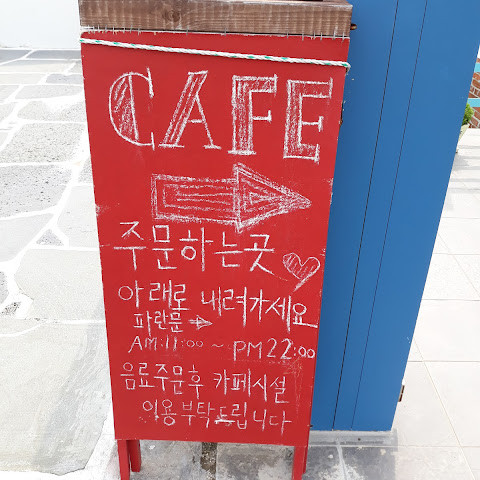 CAFE
주문하는곳
아래로 내려가세요
파란문
AM:11:00 ~ PM22:00
음료주문후 카페시설
이용부탁드립니다